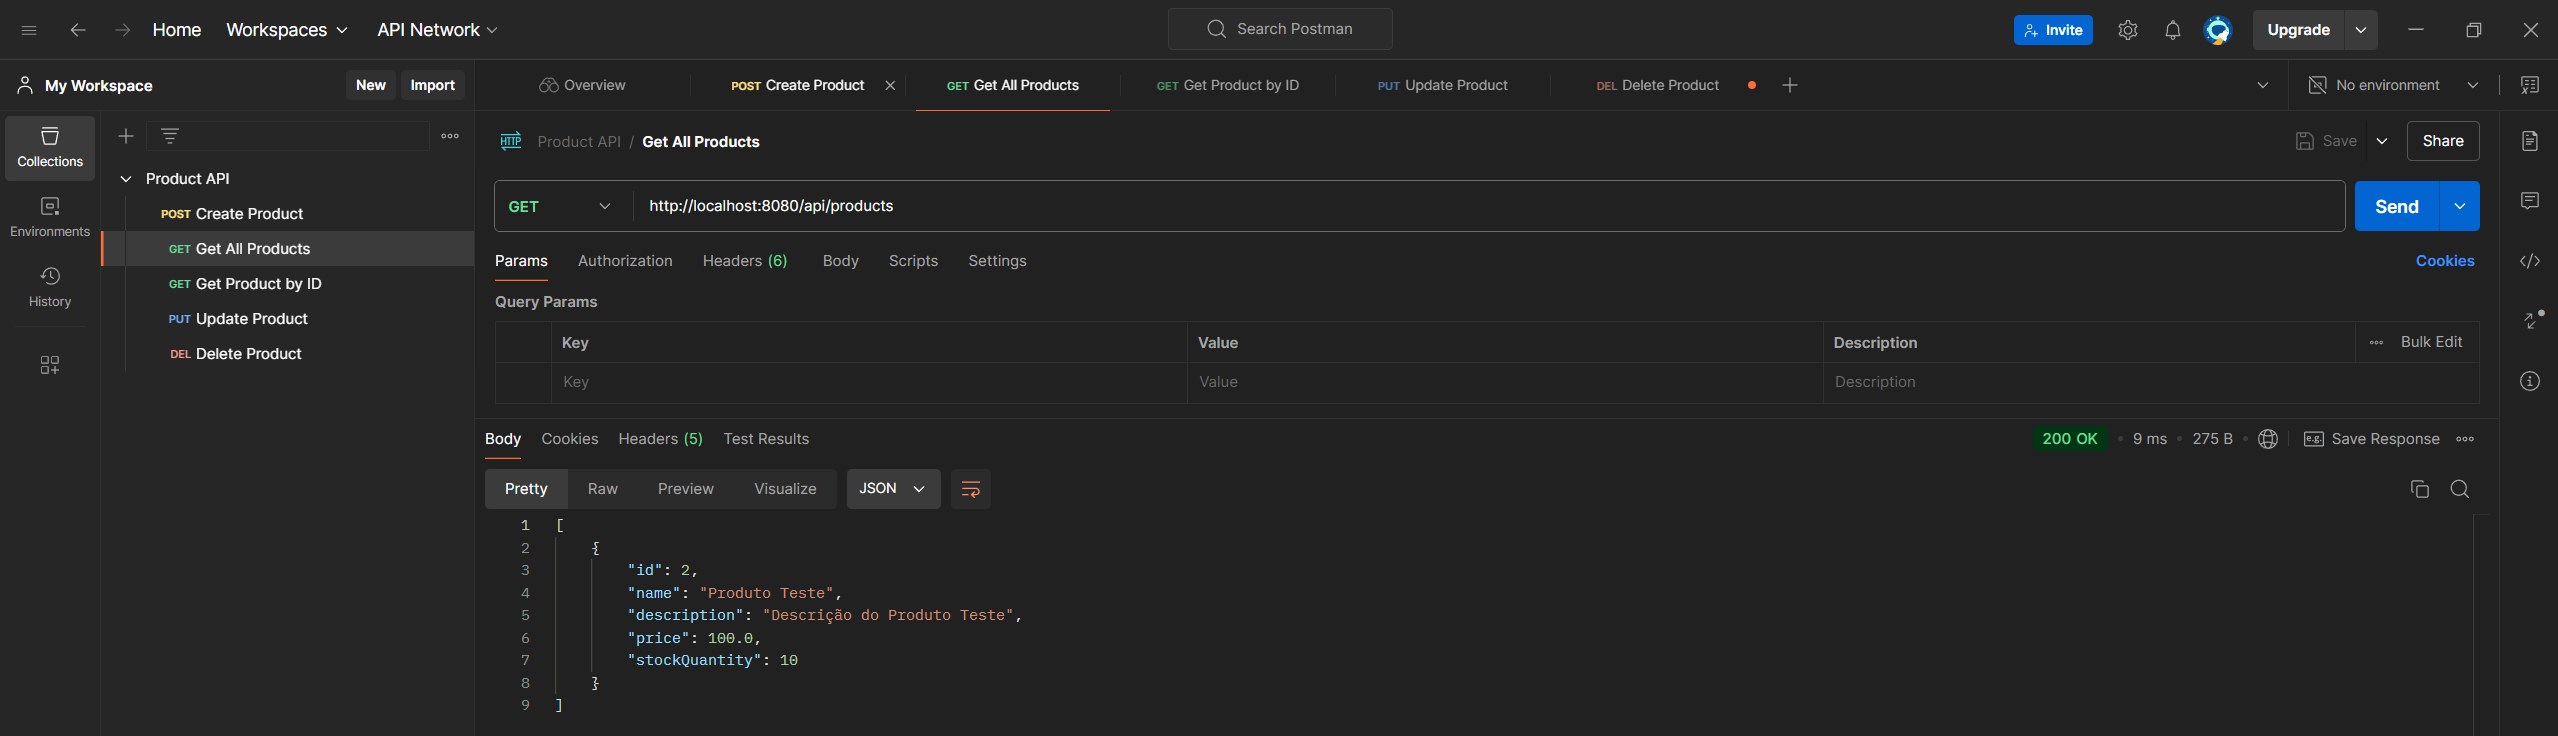 Home Workspaces API Network Search Postman Invite Upgrade
My Workspace New Import Overview POST Create Product GET Get All Products GET Get Product by ID PUT Update Product DEL Delete Product No environment
Collections
Environments
History
Product API
POST Create Product
GET Get All Products
GET Get Product by ID
PUT Update Product
DEL Delete Product
HTTP Product API / Get All Products Save Share
GET http://localhost:8080/api/products Send
Params Authorization Headers (6) Body Scripts Settings Cookies
Query Params
Key Value Description Bulk Edit
Key Value Description
Body Cookies Headers (5) Test Results 200 OK • 9 ms • 275 B • e.g. Save Response
Pretty Raw Preview Visualize JSON
1 [
2 {
3 "id": 2,
4 "name": "Produto Teste",
5 "description": "Descrição do Produto Teste",
6 "price": 100.0,
7 "stockQuantity": 10
8 }
9 ]